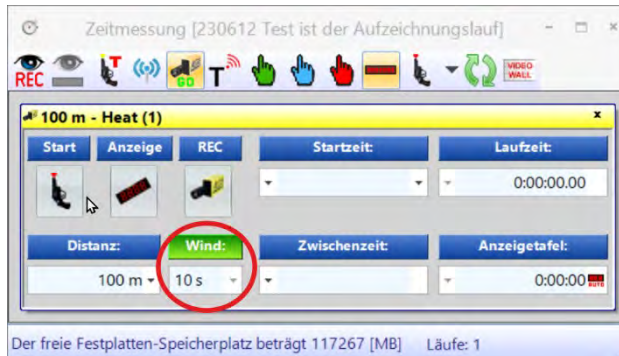 Zeitmessung [230612 Test ist der Aufzeichnungslauf]
REC T GO T VIDEO WALL
100 m - Heat (1) x
Start Anzeige REC Startzeit: Laufzeit:
0:00:00.00
Distanz: Wind: Zwischenzeit: Anzeigetafel:
100 m 10 s 0:00:00 AUTO
Der freie Festplatten-Speicherplatz beträgt 117267 [MB] Läufe: 1